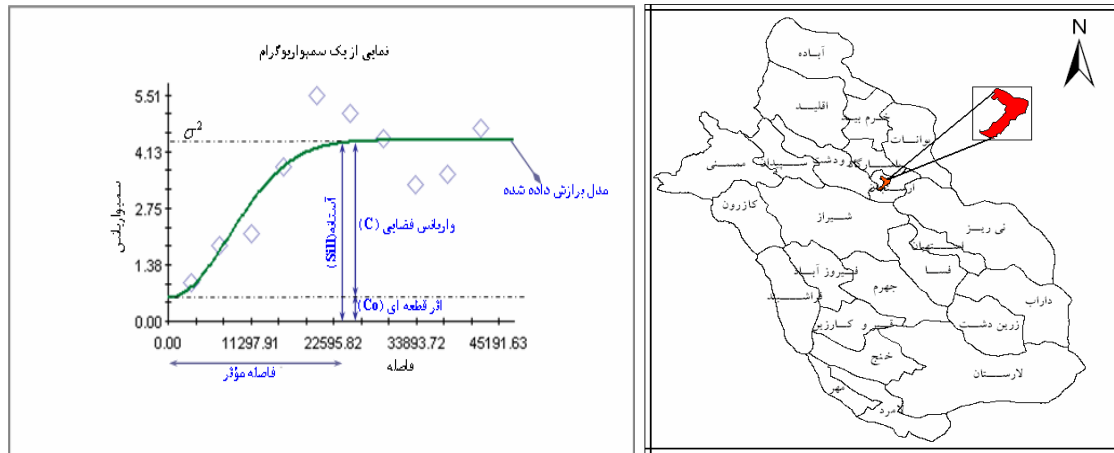 نمایی از یک سمیواریوگرام
5.51
σ²
4.13
سمیواریانس
2.75
1.38
0.00
آستانه(Sill)
واریانس فضایی (C)
مدل برازش داده شده
اثر قطعه ای (Co)
0.00 11297.91 22595.82 33893.72 45191.63
فاصله مؤثر
فاصله
N
آباده
اقلید
خرم بید
بوانات
ممسنی
سپیدان
کازرون
شیراز
نی ریز
فسا
فیروز آباد
جهرم
داراب
فراشبند
قیر و کارزین
زرین دشت
خنج
لارستان
مهر
لامرد